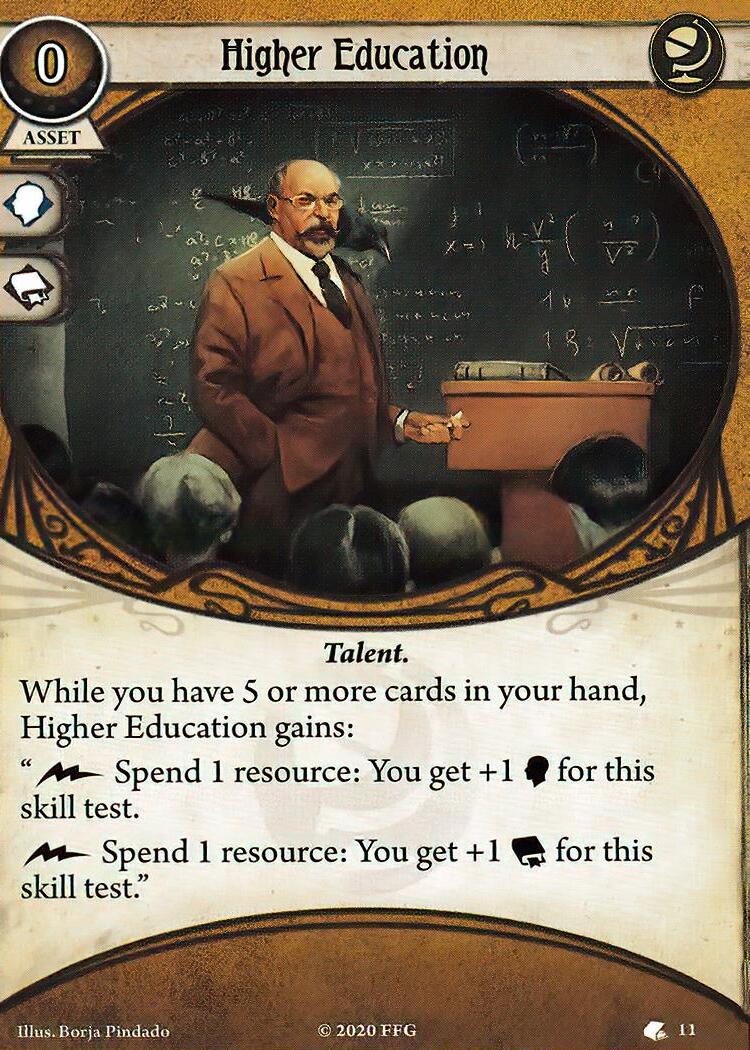 0
Higher Education
ASSET
Talent.
While you have 5 or more cards in your hand,
Higher Education gains:
“ Spend 1 resource: You get +1 for this
skill test.
Spend 1 resource: You get +1 for this
skill test.”
Illus. Borja Pindado
© 2020 FFG
11